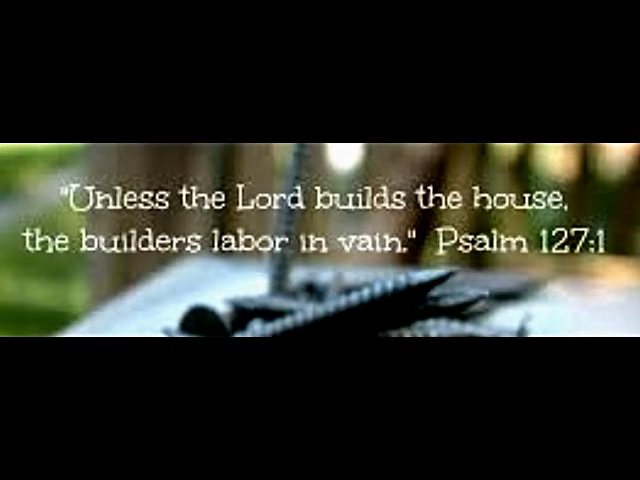 "Unless the Lord builds the house,
the builders labor in vain." Psalm 127:1